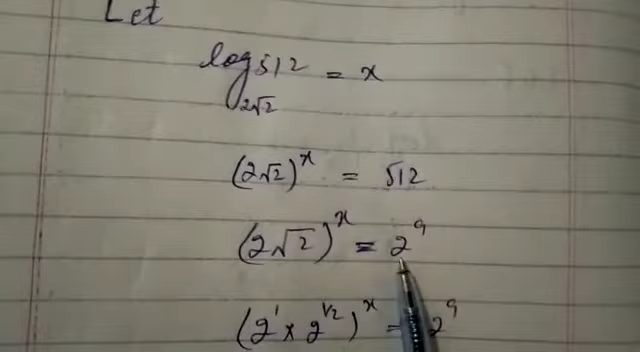 Let
log 512 = x
2√2
(2√2)^x = 512
(2√2)^x = 2^9
(2^1 × 2^1/2)^x = 2^9